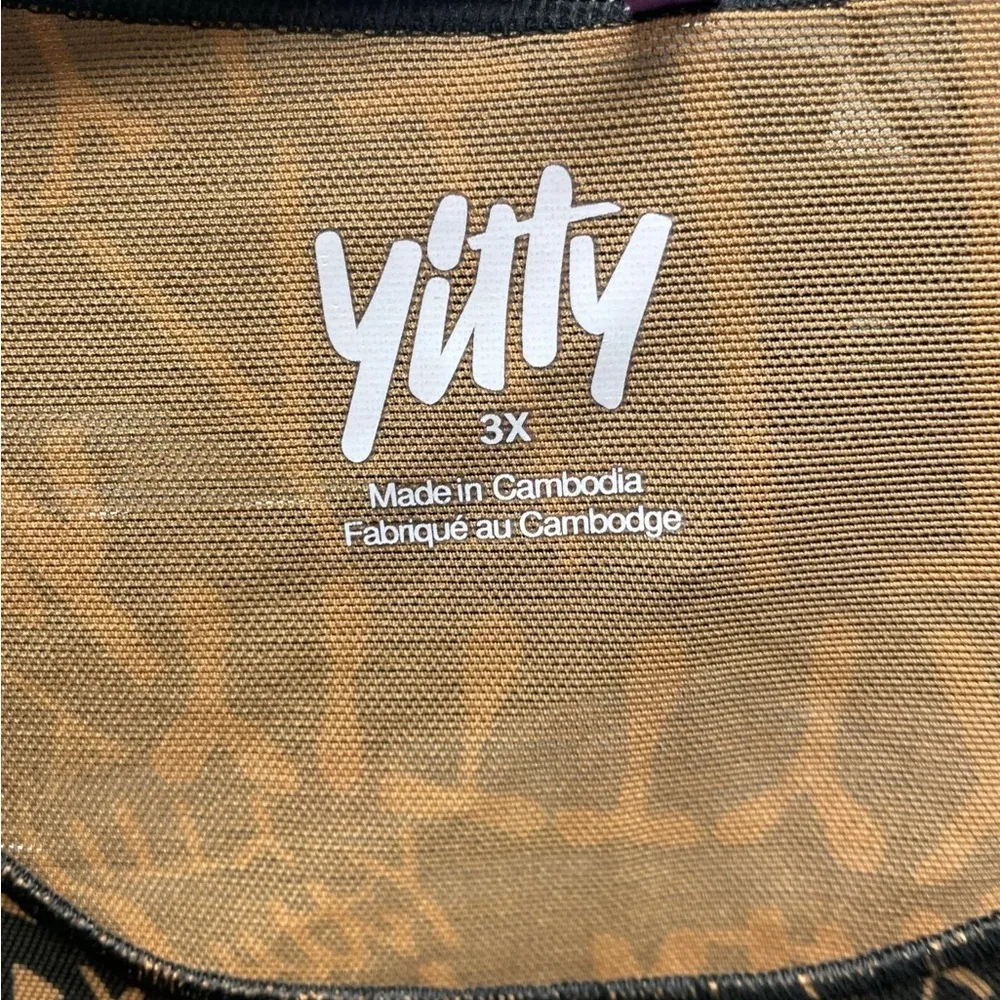 yitty
3X
Made in Cambodia
Fabriqué au Cambodge